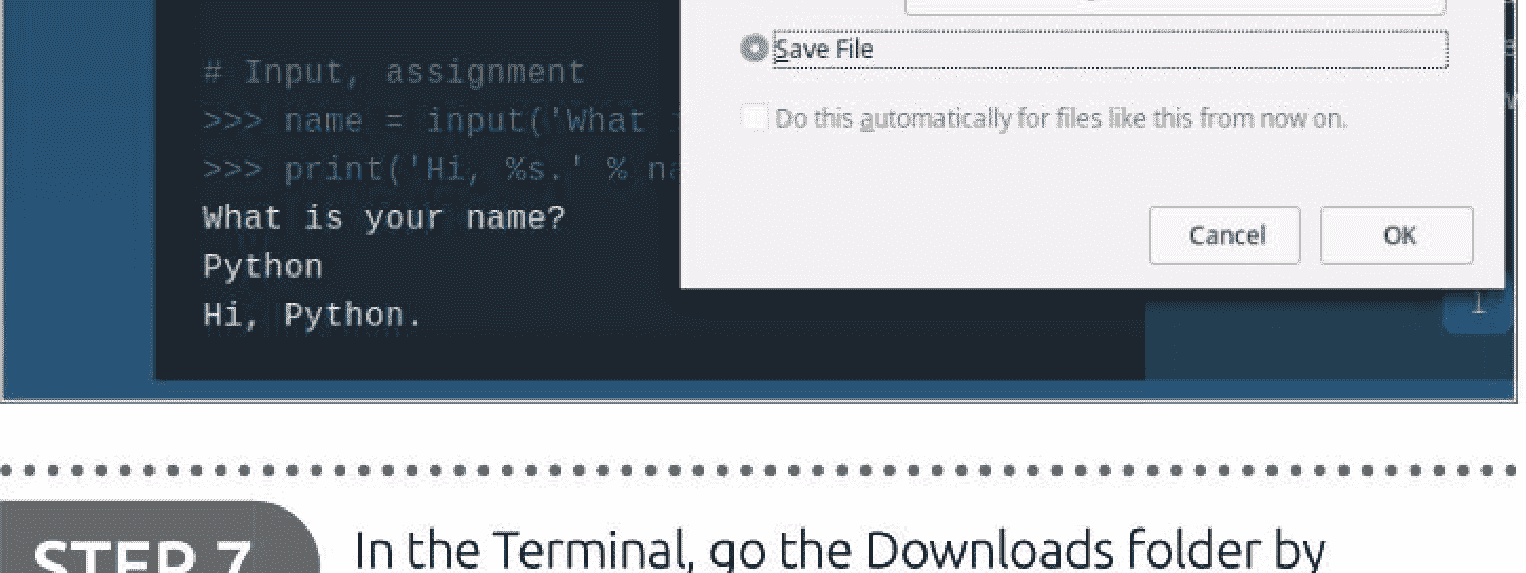 # Input, assignment
>>> name = input('What
>>> print('Hi, %s.' % na
What is your name?
Python
Hi, Python.
Save File
Do this automatically for files like this from now on.
Cancel OK
1
STEP 7
In the Terminal, go the Downloads folder by